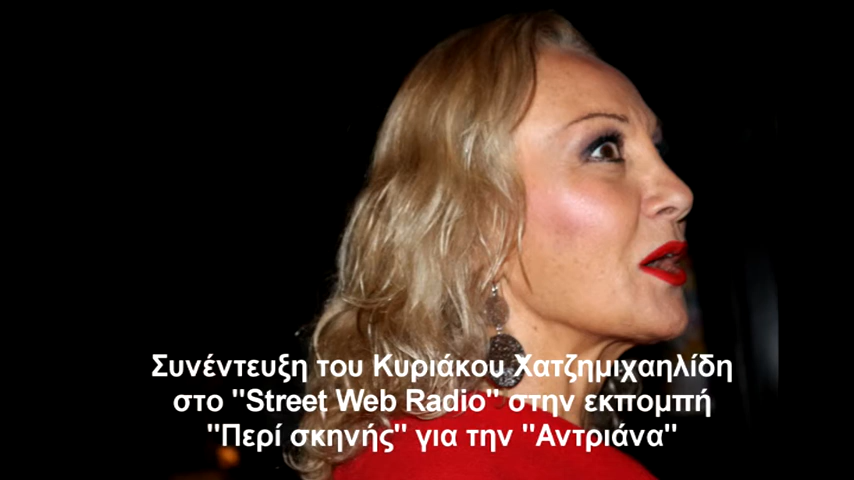 Συνέντευξη του Κυριάκου Χατζημιχαηλίδη
στο "Street Web Radio" στην εκπομπή
"Περί σκηνής" για την "Αντριάνα"